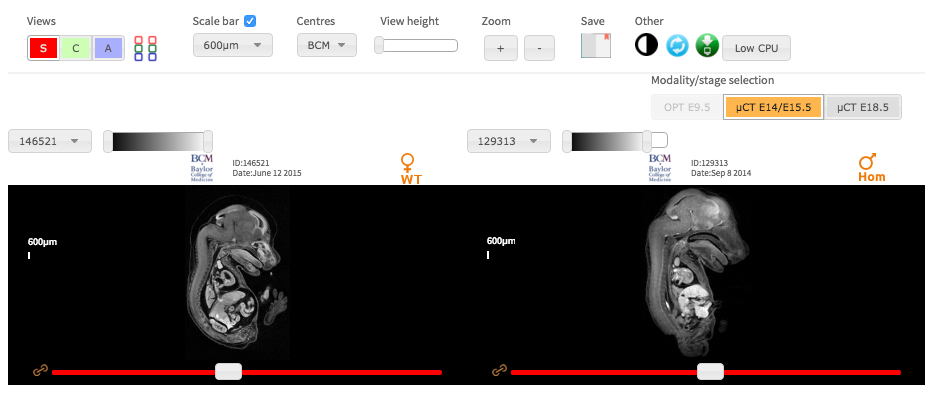 Views
Scale bar
Centres
View height
Zoom
Save
Other
S
C
A
600µm
BCM
+
-
Low CPU
Modality/stage selection
OPT E9.5
µCT E14/E15.5
µCT E18.5
146521
129313
BCM
Baylor
College of
Medicine
ID:146521
Date:June 12 2015
WT
BCM
Baylor
College of
Medicine
ID:129313
Date:Sep 8 2014
Hom
600µm
600µm